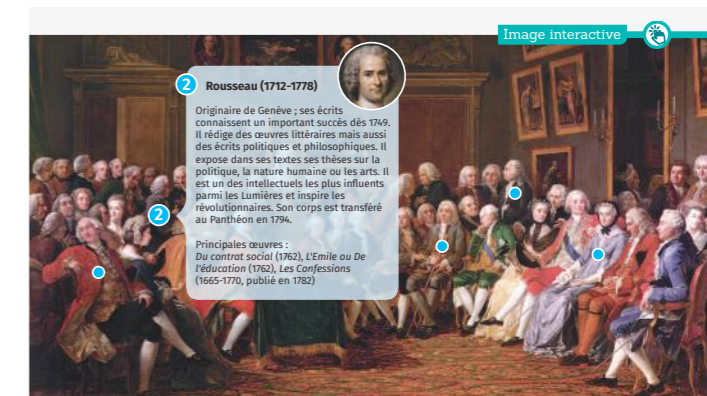 Image interactive
2 Rousseau (1712-1778)
Originaire de Genève ; ses écrits
connaissent un important succès dès 1749.
Il rédige des œuvres littéraires mais aussi
des écrits politiques et philosophiques. Il
expose dans ses textes ses thèses sur la
politique, la nature humaine ou les arts. Il
est un des intellectuels les plus influents
parmi les Lumières et inspire les
révolutionnaires. Son corps est transféré
au Panthéon en 1794.
2
Principales œuvres :
Du contrat social (1762), L'Emile ou De
l'éducation (1762), Les Confessions
(1665-1770, publié en 1782)